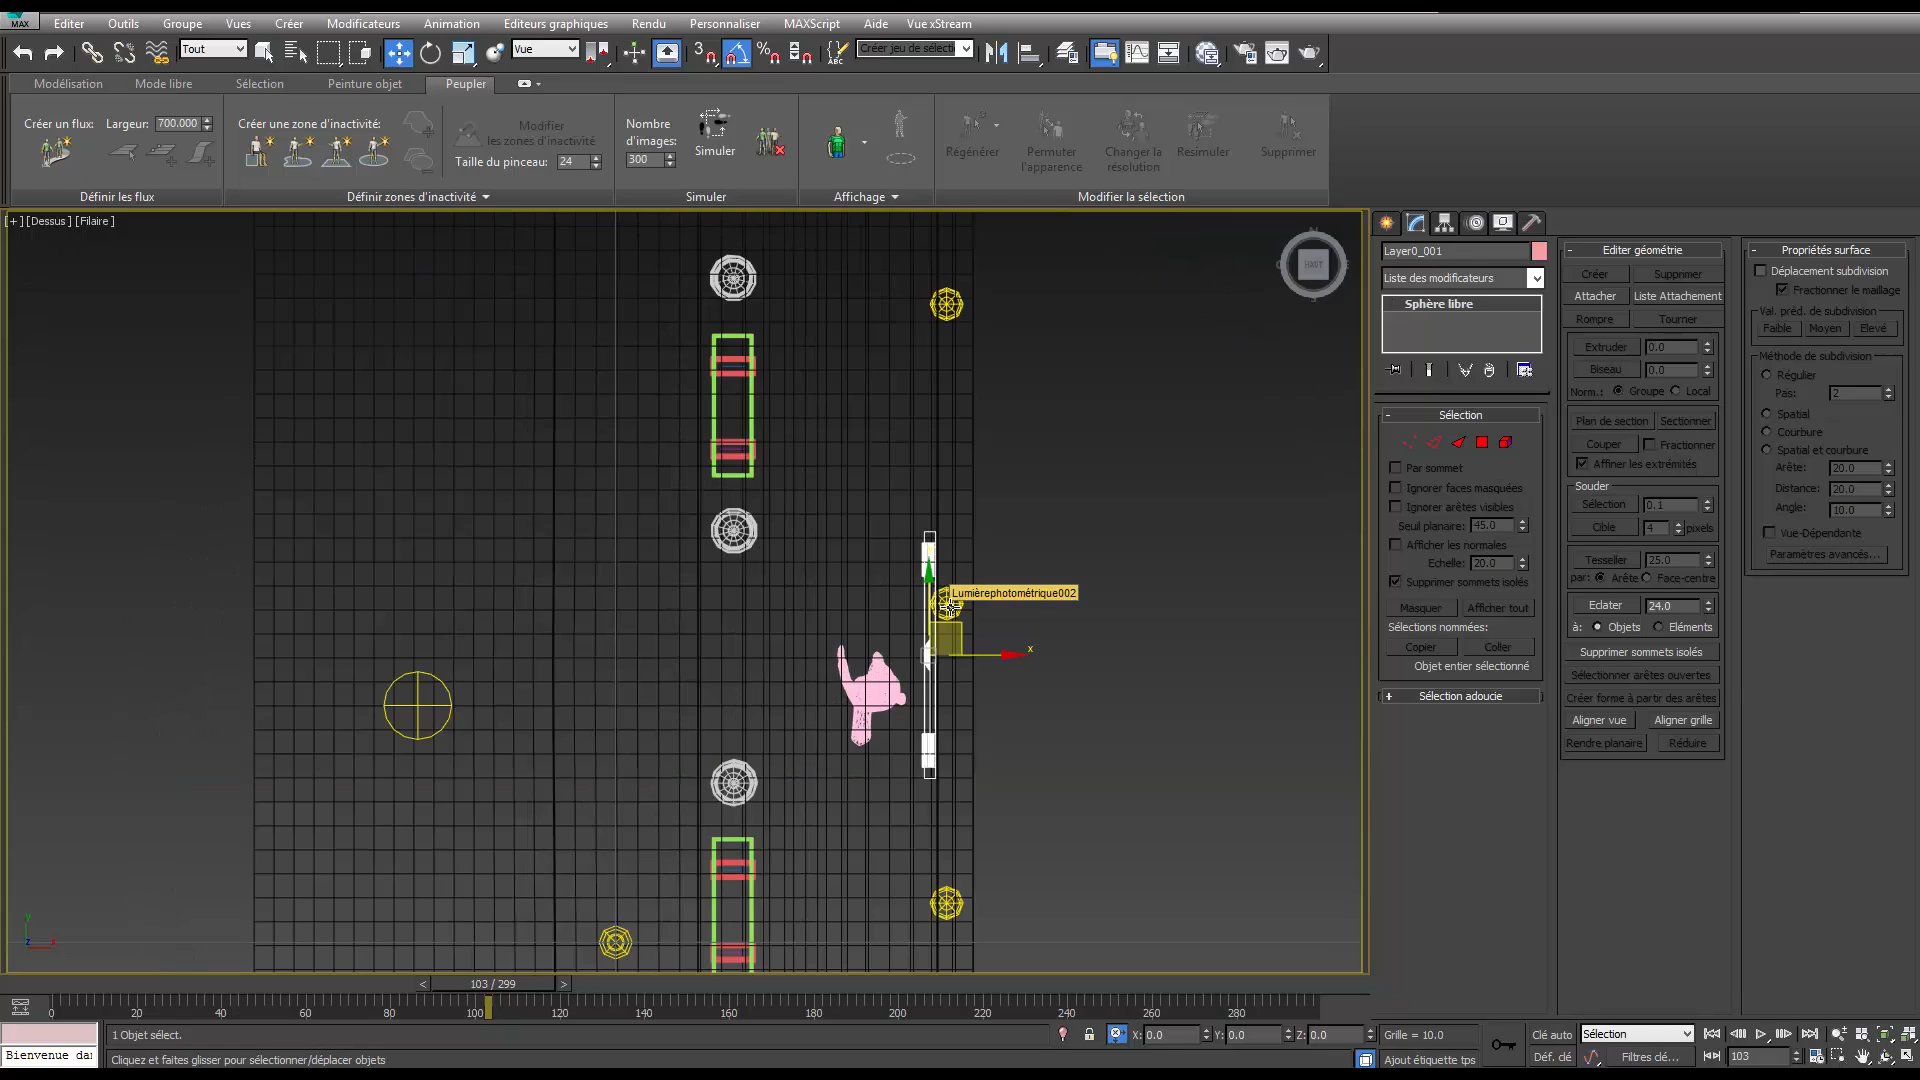 MAX
Editer Outils Groupe Vues Créer Modificateurs Animation Editeurs graphiques Rendu Personnaliser MAXScript Aide Vue xStream
Tout
Vue
3
%
ABC
Créer jeu de sélecti
Modélisation Mode libre Sélection Peinture objet Peupler
Créer un flux: Largeur: 700.000
Définir les flux
Créer une zone d'inactivité:
Modifier
les zones d'inactivité
Taille du pinceau: 24
Définir zones d'inactivité
Nombre
d'images:
300
Simuler
Simuler
Affichage
Régénérer
Permuter
l'apparence
Changer la
résolution
Resimuler
Supprimer
Modifier la sélection
[+] [Dessus] [Filaire]
HAUT
Lumièrephotométrique002
x
y
z x
Layer0_001
Liste des modificateurs
Sphère libre
- Sélection
Par sommet
Ignorer faces masquées
Ignorer arêtes visibles
Seuil planaire: 45.0
Afficher les normales
Echelle: 20.0
Supprimer sommets isolés
Masquer Afficher tout
Sélections nommées:
Copier Coller
Objet entier sélectionné
+ Sélection adoucie
- Editer géométrie
Créer Supprimer
Attacher Liste Attachement
Rompre Tourner
Extruder 0.0
Biseau 0.0
Norm.: Groupe Local
Plan de section Sectionner
Couper Fractionner
Affiner les extrémités
Souder
Sélection 0.1
Cible 4 pixels
Tesseller 25.0
par: Arête Face-centre
Eclater 24.0
à: Objets Eléments
Supprimer sommets isolés
Sélectionner arêtes ouvertes
Créer forme à partir des arêtes
Aligner vue Aligner grille
Rendre planaire Réduire
- Propriétés surface
Déplacement subdivision
Fractionner le maillage
Val. préd. de subdivision
Faible Moyen Elevé
Méthode de subdivision
Régulier
Pas: 2
Spatial
Courbure
Spatial et courbure
Arête: 20.0
Distance: 20.0
Angle: 10.0
Vue-Dépendante
Paramètres avancés...
< 103 / 299 >
0 20 40 60 80 100 120 140 160 180 200 220 240 260 280
1 Objet sélect.
X: 0.0 Y: 0.0 Z: 0.0
Grille = 10.0
Clé auto Sélection
Bienvenue da
Cliquez et faites glisser pour sélectionner/déplacer objets
Ajout étiquette tps
Déf. clé Filtres clé...
103